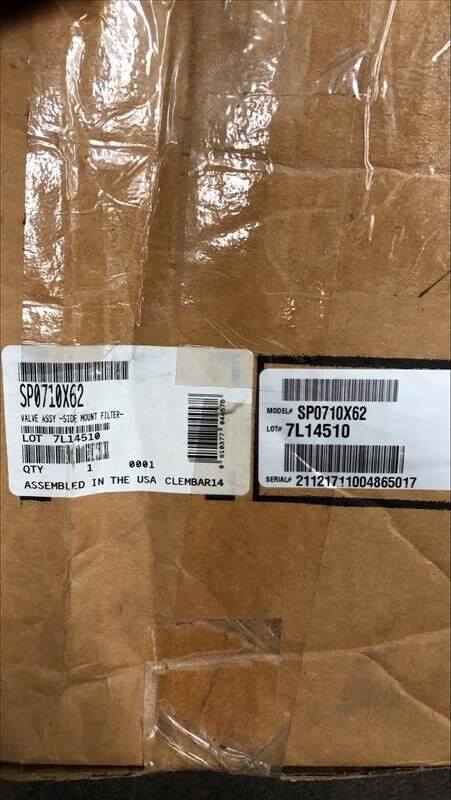 SP0710X62
VALVE ASSY -SIDE MOUNT FILTER-
LOT 7L14510
QTY 1 0001
ASSEMBLED IN THE USA CLEMBAR14
MODEL# SP0710X62
LOT# 7L14510
SERIAL# 21121711004865017